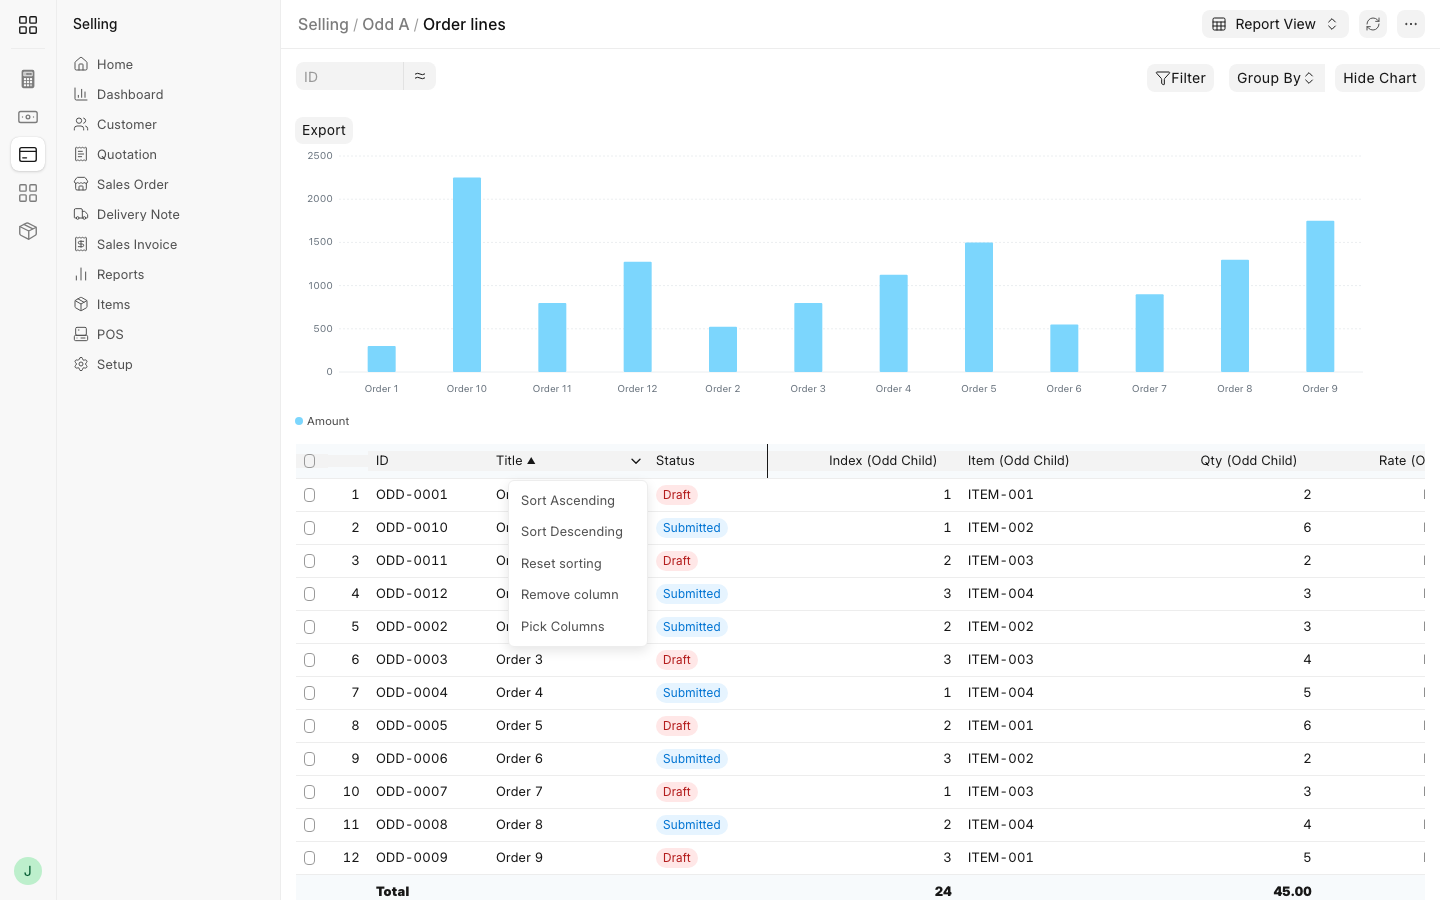 Selling
Home
Dashboard
Customer
Quotation
Sales Order
Delivery Note
Sales Invoice
Reports
Items
POS
Setup
J
Selling / Odd A / Order lines
Report View
ID ≈
Filter
Group By
Hide Chart
Export
2500
2000
1500
1000
500
0
Order 1 Order 10 Order 11 Order 12 Order 2 Order 3 Order 4 Order 5 Order 6 Order 7 Order 8 Order 9
Amount
ID Title Status Index (Odd Child) Item (Odd Child) Qty (Odd Child) Rate (O
1 ODD-0001 Or Draft 1 ITEM-001 2
2 ODD-0010 Or Submitted 1 ITEM-002 6
3 ODD-0011 Or Draft 2 ITEM-003 2
4 ODD-0012 Or Submitted 3 ITEM-004 3
5 ODD-0002 Or Submitted 2 ITEM-002 3
6 ODD-0003 Order 3 Draft 3 ITEM-003 4
7 ODD-0004 Order 4 Submitted 1 ITEM-004 5
8 ODD-0005 Order 5 Draft 2 ITEM-001 6
9 ODD-0006 Order 6 Submitted 3 ITEM-002 2
10 ODD-0007 Order 7 Draft 1 ITEM-003 3
11 ODD-0008 Order 8 Submitted 2 ITEM-004 4
12 ODD-0009 Order 9 Draft 3 ITEM-001 5
Total 24 45.00
Sort Ascending
Sort Descending
Reset sorting
Remove column
Pick Columns